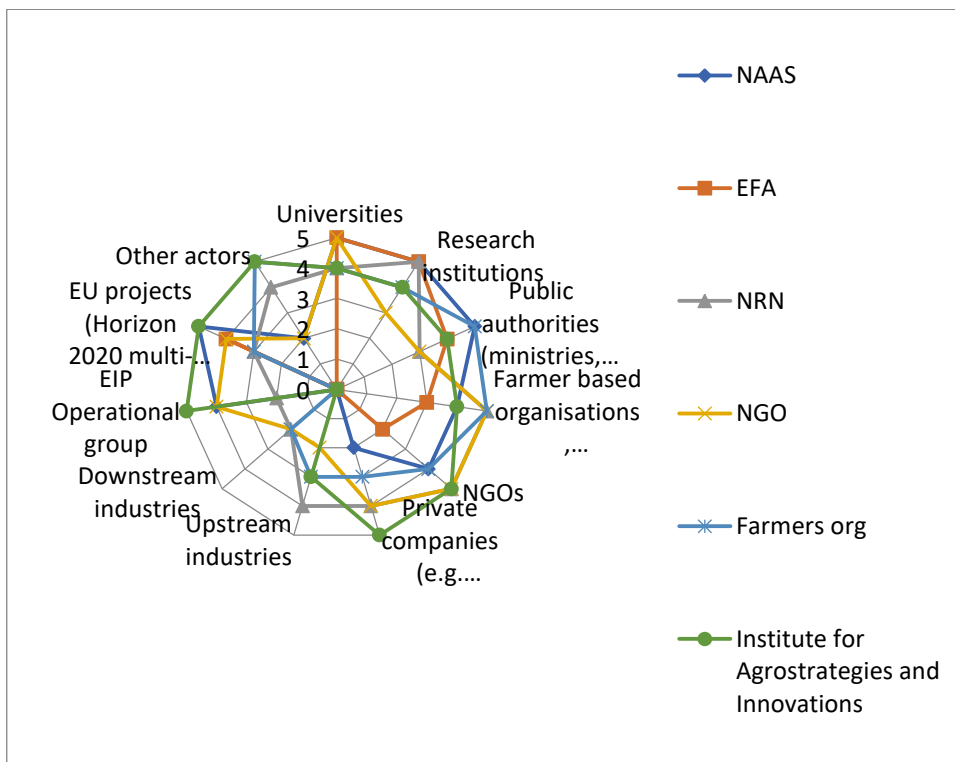 Universities
Research
institutions
Public
authorities
(ministries,...
Farmer based
organisations
,...
NGOs
Private
companies
(e.g....
Upstream
industries
Downstream
industries
EIP
Operational
group
EU projects
(Horizon
2020 multi-...
Other actors
5
4
3
2
1
0
NAAS
EFA
NRN
NGO
Farmers org
Institute for
Agrostrategies and
Innovations